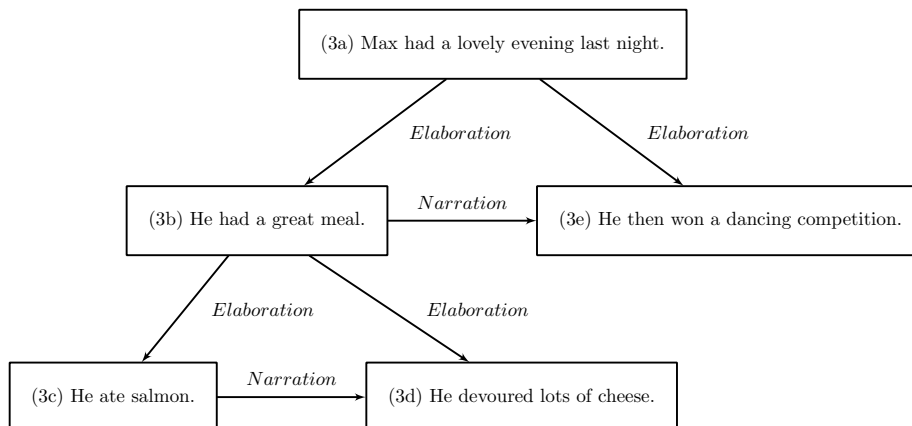 (3a) Max had a lovely evening last night.
Elaboration
Elaboration
(3b) He had a great meal.
Narration
(3e) He then won a dancing competition.
Elaboration
Elaboration
(3c) He ate salmon.
Narration
(3d) He devoured lots of cheese.